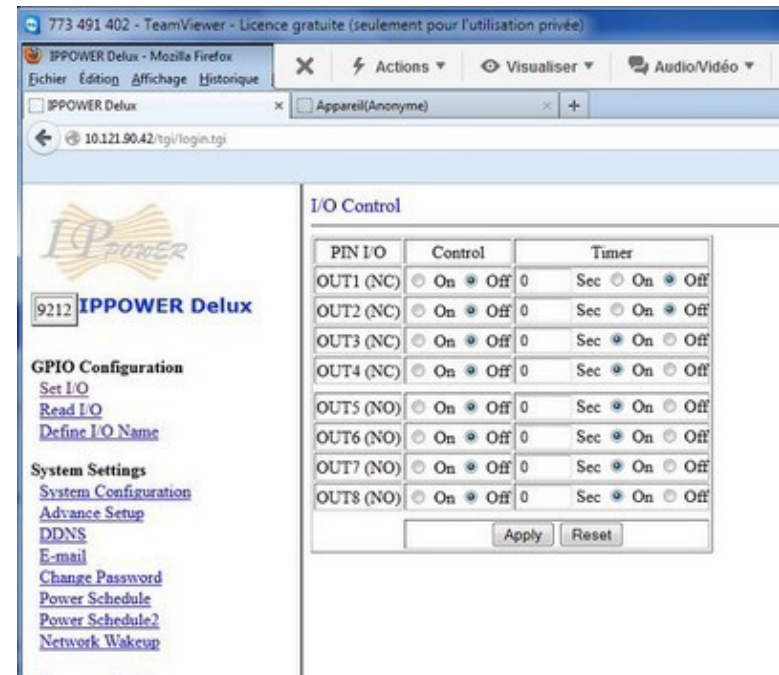 773 491 402 - TeamViewer - Licence gratuite (seulement pour l'utilisation privée)
IPPOWER Delux - Mozilla Firefox
Fichier Édition Affichage Historique
Actions Visualiser Audio/Vidéo
IPPOWER Delux × Appareil(Anonyme) × +
10.121.90.42/tgi/login.tgi
IPPOWER
9212 IPPOWER Delux
GPIO Configuration
Set I/O
Read I/O
Define I/O Name
System Settings
System Configuration
Advance Setup
DDNS
E-mail
Change Password
Power Schedule
Power Schedule2
Network Wakeup
I/O Control
PIN I/O Control Timer
OUT1 (NC) On Off 0 Sec On Off
OUT2 (NC) On Off 0 Sec On Off
OUT3 (NC) On Off 0 Sec On Off
OUT4 (NC) On Off 0 Sec On Off
OUT5 (NO) On Off 0 Sec On Off
OUT6 (NO) On Off 0 Sec On Off
OUT7 (NO) On Off 0 Sec On Off
OUT8 (NO) On Off 0 Sec On Off
Apply Reset